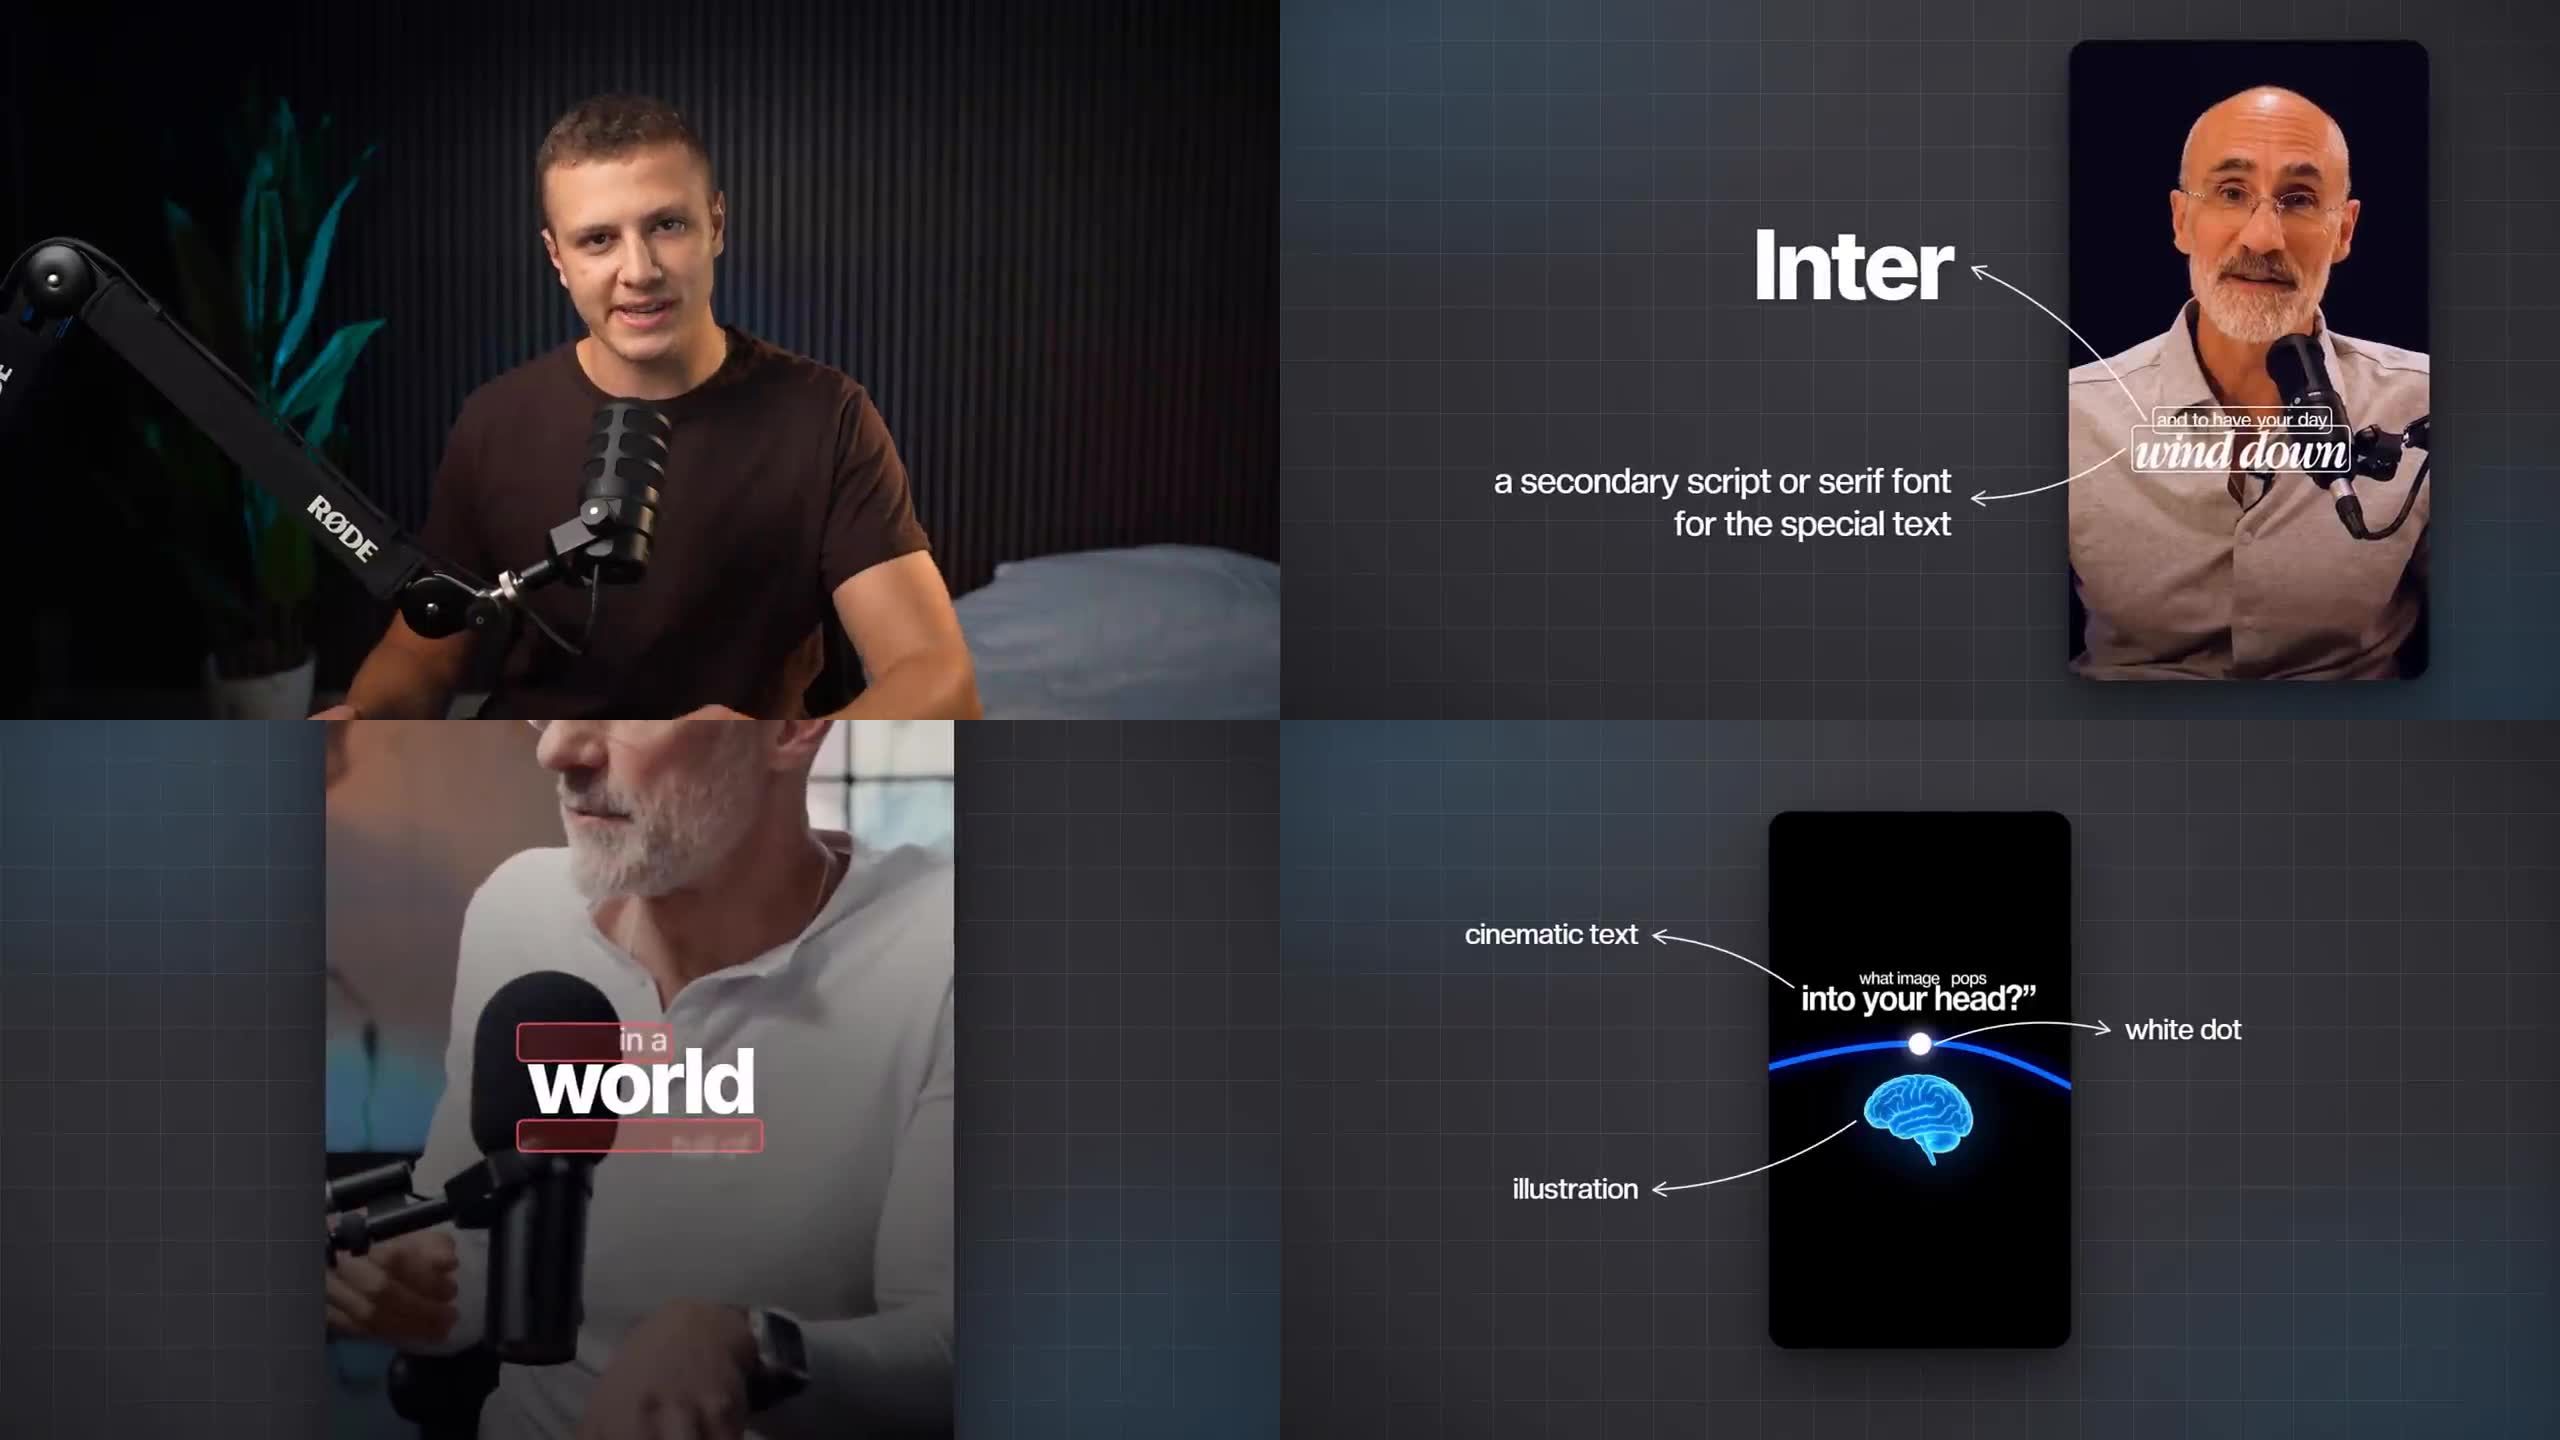 RØDE
Inter
a secondary script or serif font
for the special text
and to have your day
wind down
in a
world
cinematic text
what image pops
into your head?”
white dot
illustration